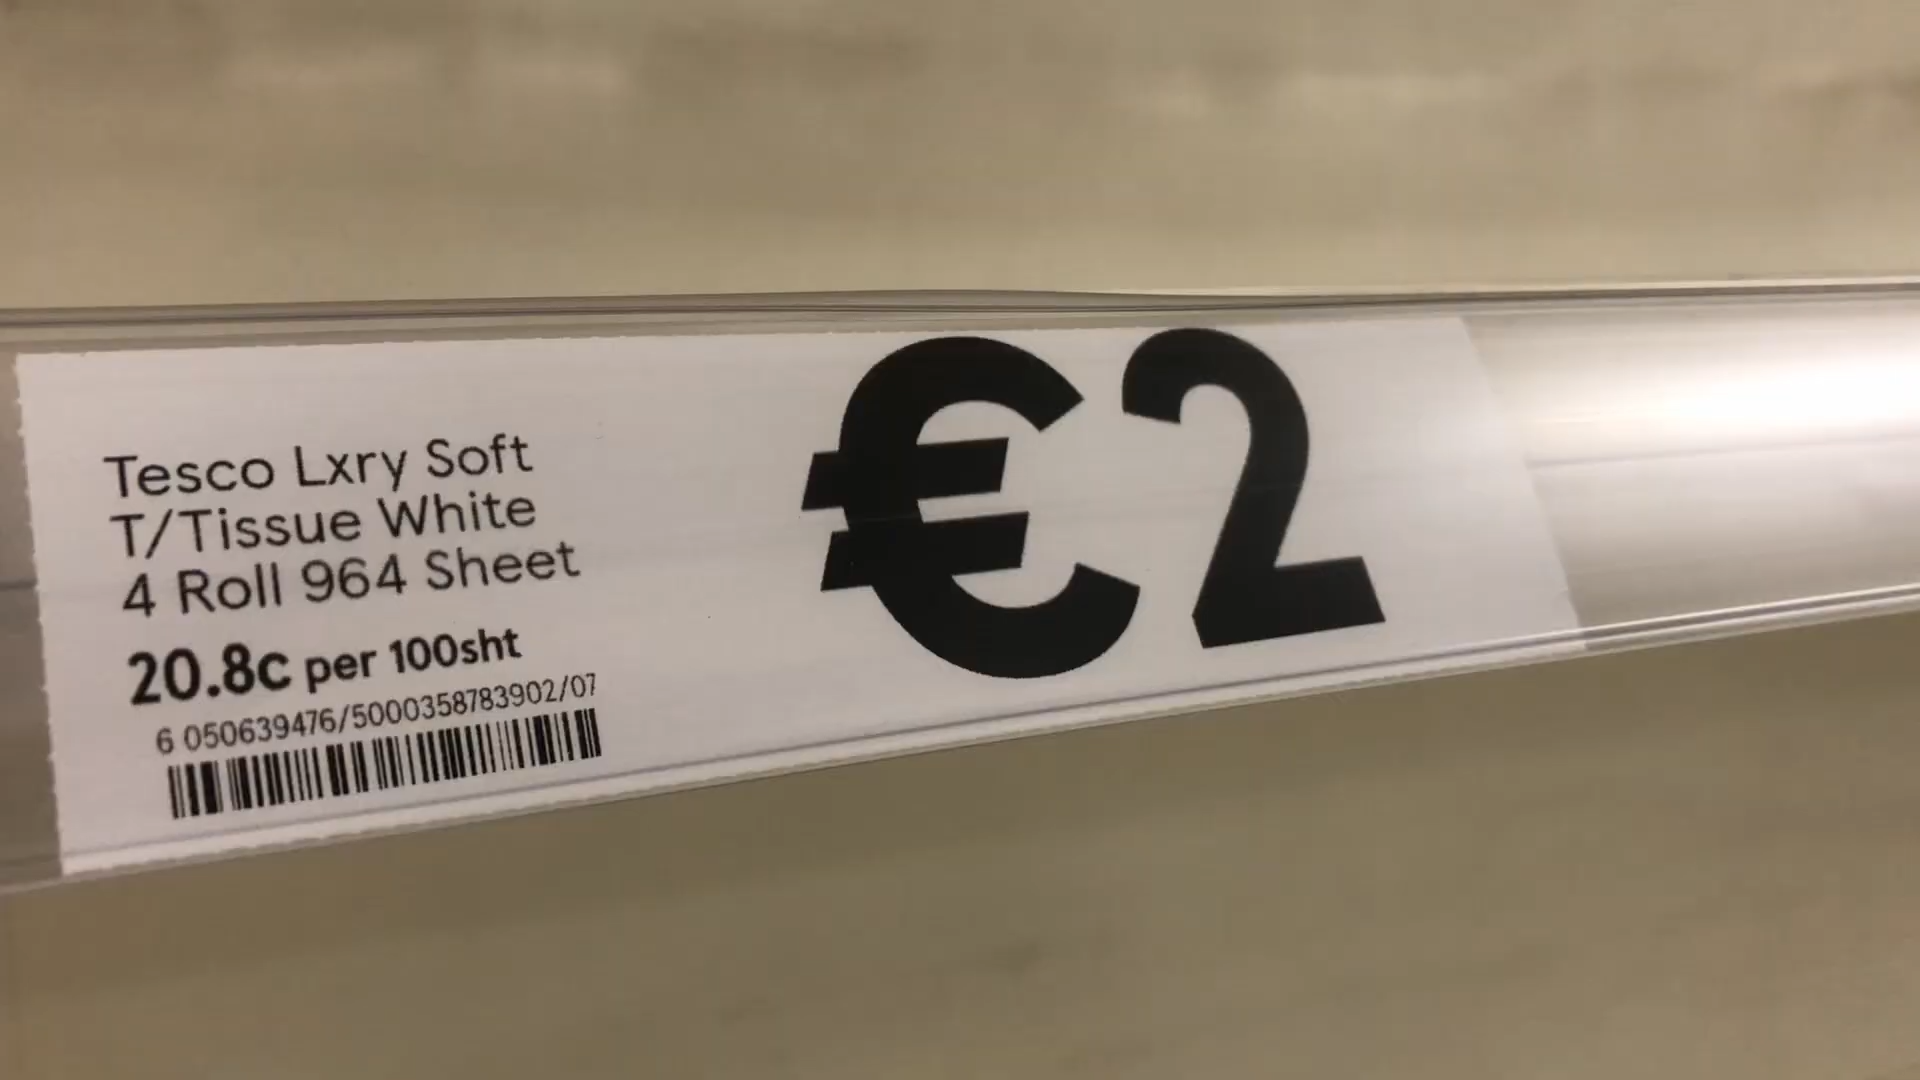 Tesco Lxry Soft
T/Tissue White
4 Roll 964 Sheet
20.8c per 100sht
6 050639476/5000358783902/07
€2